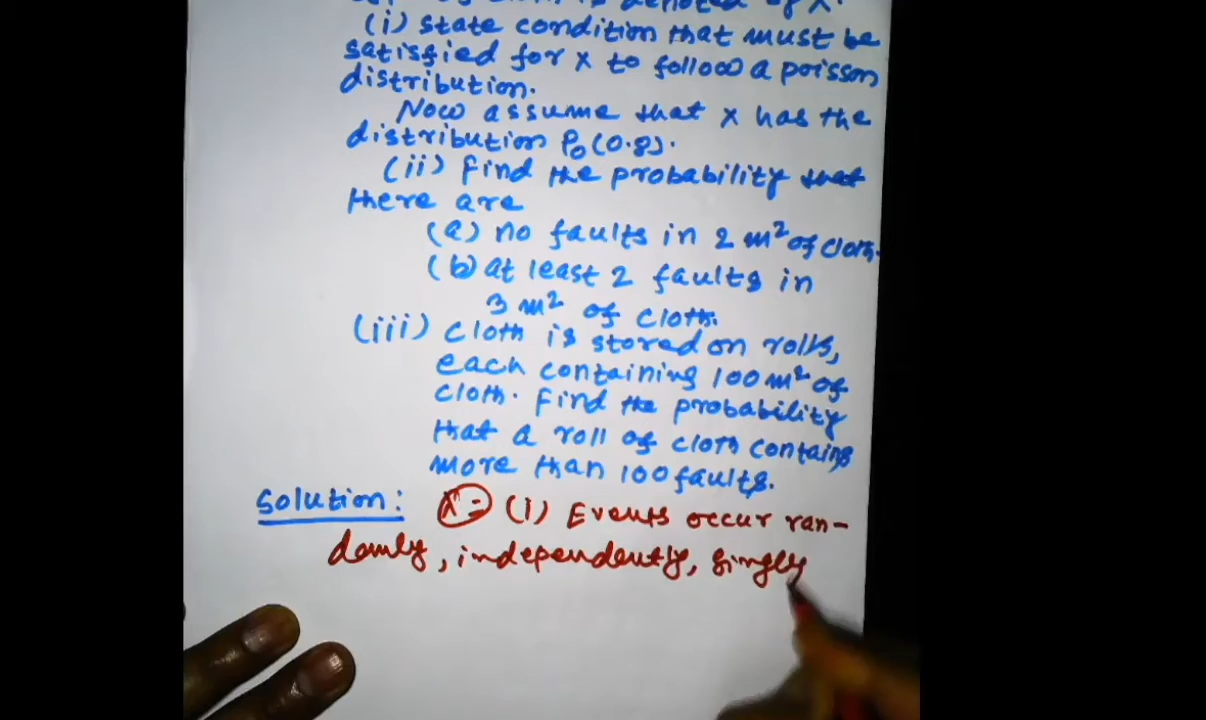 is denoted of X.
(i) state condition that must be
satisfied for x to follow a poisson
distribution.
Now assume that x has the
distribution Po(0.8).
(ii) find the probability that
there are
(a) no faults in 2 m² of cloth.
(b) at least 2 faults in
3 m² of cloth.
(iii) cloth is stored on rolls,
each containing 100 m² of
cloth. Find the probability
that a roll of cloth contains
more than 100 faults.
Solution: X = (i) Events occur ran-
domly, independently, singly